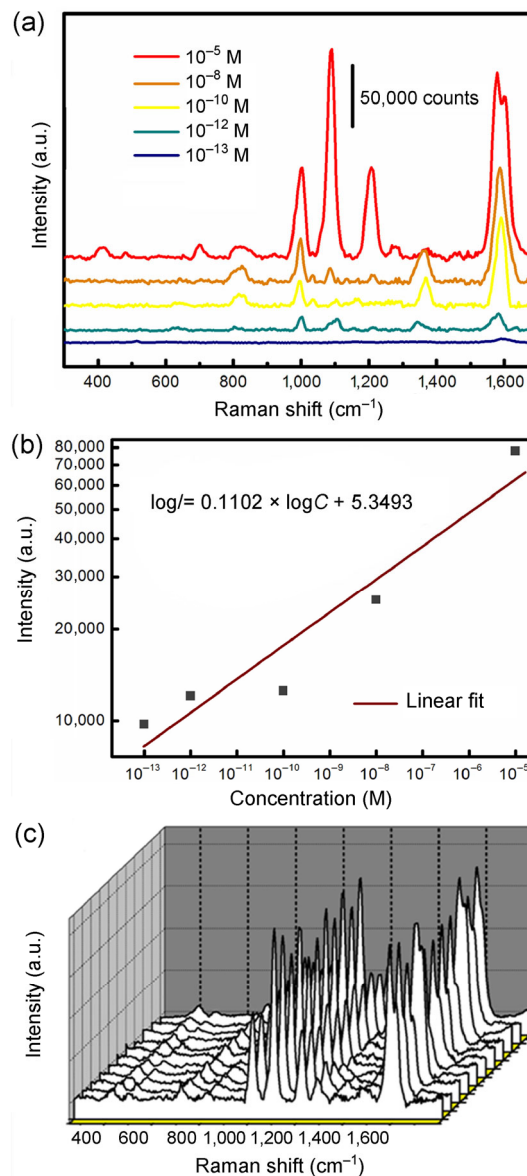 (a)
10⁻⁵ M
10⁻⁸ M
10⁻¹⁰ M
10⁻¹² M
10⁻¹³ M
50,000 counts
Intensity (a.u.)
400 600 800 1,000 1,200 1,400 1,600
Raman shift (cm⁻¹)
(b)
80,000
70,000
60,000
50,000
40,000
30,000
20,000
10,000
Intensity (a.u.)
logI= 0.1102 × logC + 5.3493
Linear fit
10⁻¹³ 10⁻¹² 10⁻¹¹ 10⁻¹⁰ 10⁻⁹ 10⁻⁸ 10⁻⁷ 10⁻⁶ 10⁻⁵
Concentration (M)
(c)
Intensity (a.u.)
400 600 800 1,000 1,200 1,400 1,600
Raman shift (cm⁻¹)